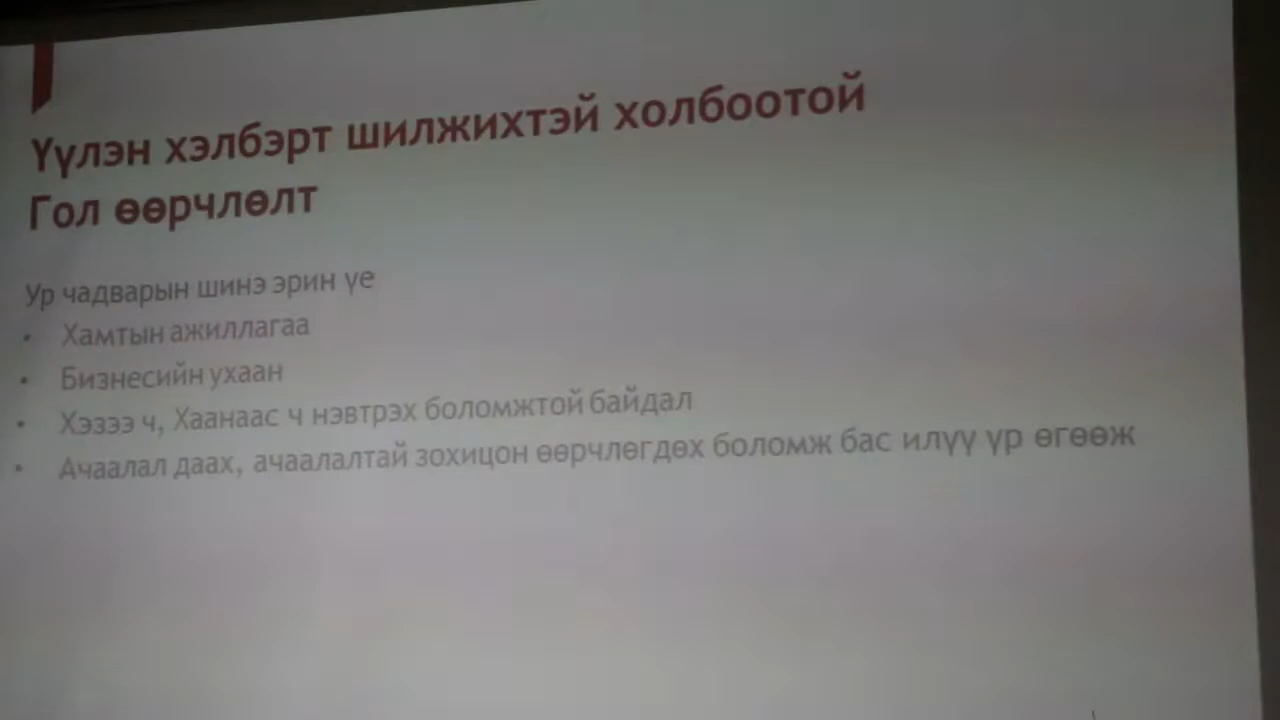 Үүлэн хэлбэрт шилжихтэй холбоотой
Гол өөрчлөлт
Ур чадварын шинэ эрин үе
• Хамтын ажиллагаа
• Бизнесийн ухаан
• Хэзээ ч, Хаанаас ч нэвтрэх боломжтой байдал
• Ачаалал даах, ачаалалтай зохицон өөрчлөгдөх боломж бас илүү үр өгөөж